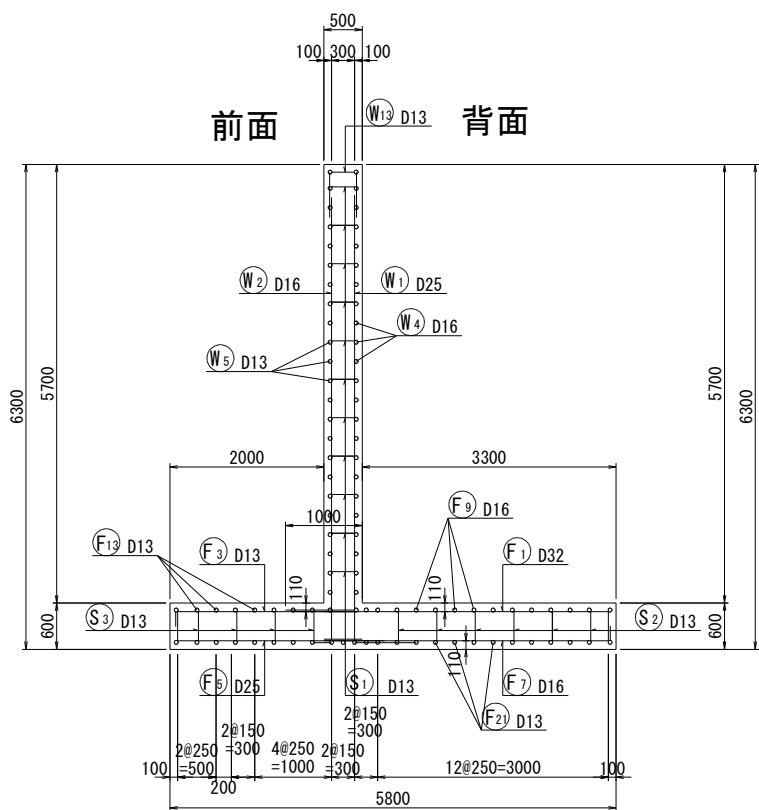 500
100 300 100
前面
背面
W13 D13
W2 D16
W1 D25
W4 D16
W5 D13
6300
5700
5700
6300
2000
3300
1000
F13 D13
F3 D13
F9 D16
F1 D32
110
110
600
S3 D13
S2 D13
600
110
F5 D25
S1 D13
F7 D16
F21 D13
2@150
=300
2@150
=300
2@250
=500
4@250
=1000
2@150
=300
12@250=3000
100
200
100
5800